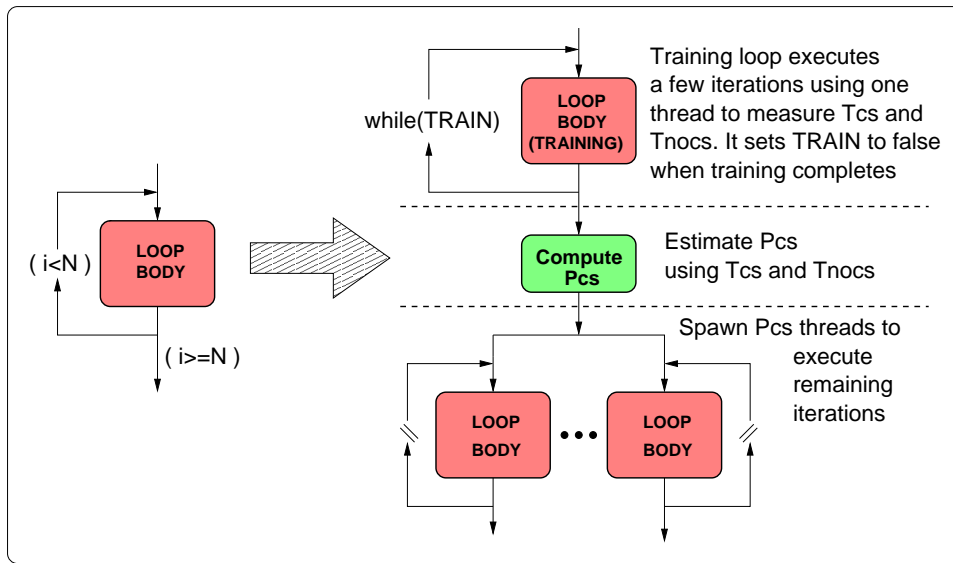 ( i<N )
LOOP
BODY
( i>=N )
while(TRAIN)
LOOP
BODY
(TRAINING)
Training loop executes
a few iterations using one
thread to measure Tcs and
Tnocs. It sets TRAIN to false
when training completes
Compute
Pcs
Estimate Pcs
using Tcs and Tnocs
Spawn Pcs threads to
execute
remaining
iterations
LOOP
BODY
LOOP
BODY